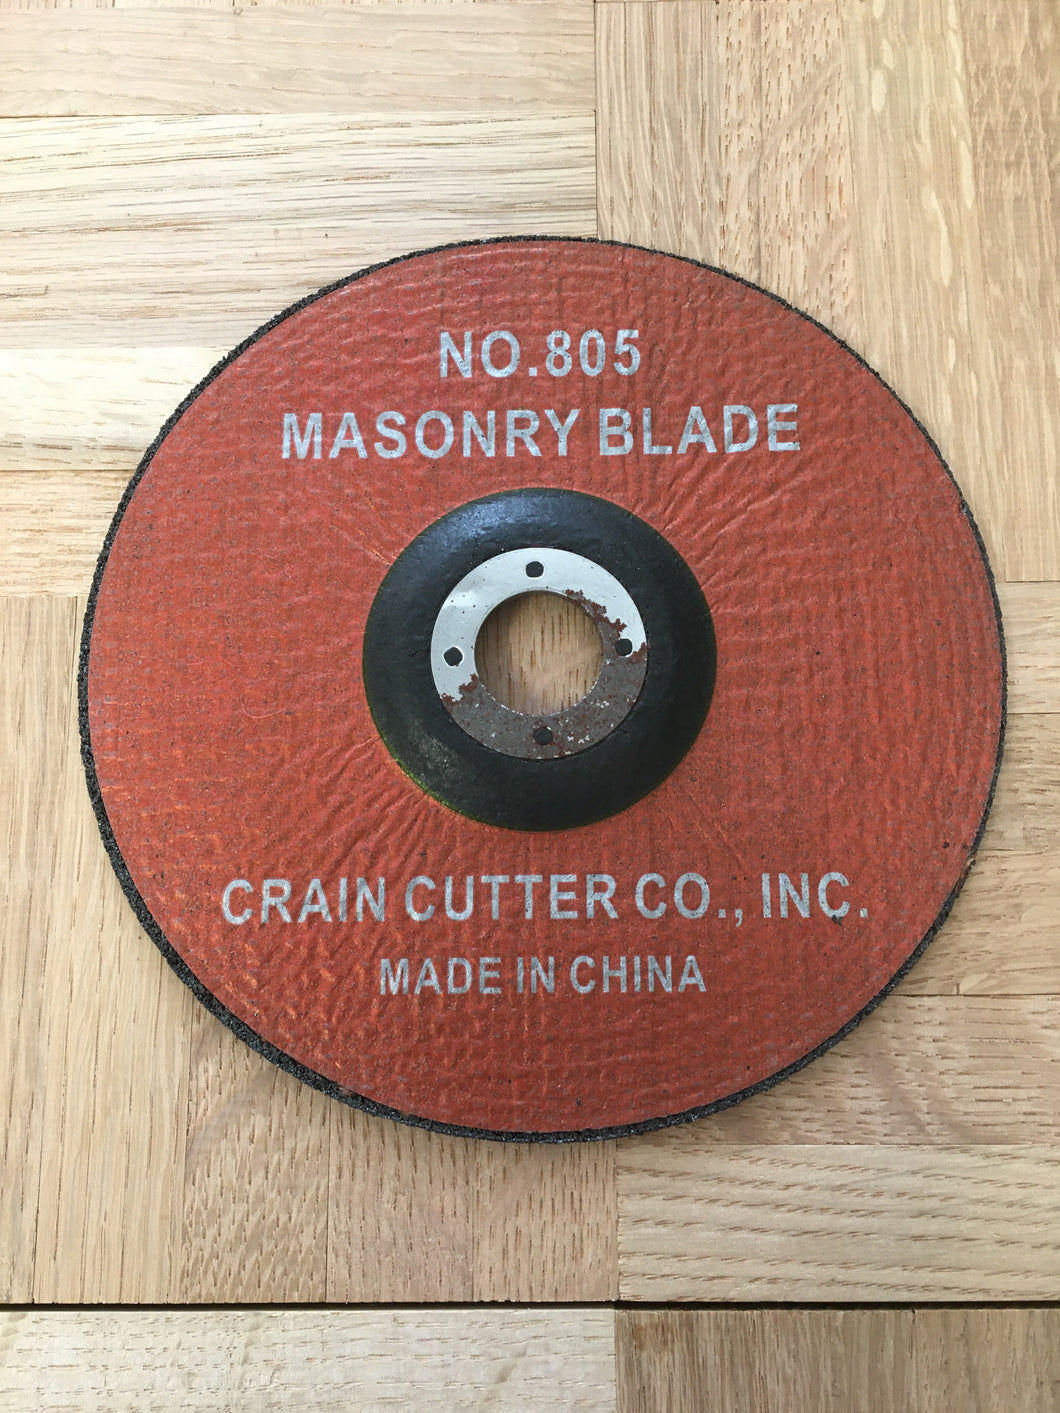 NO.805
MASONRY BLADE
CRAIN CUTTER CO., INC.
MADE IN CHINA